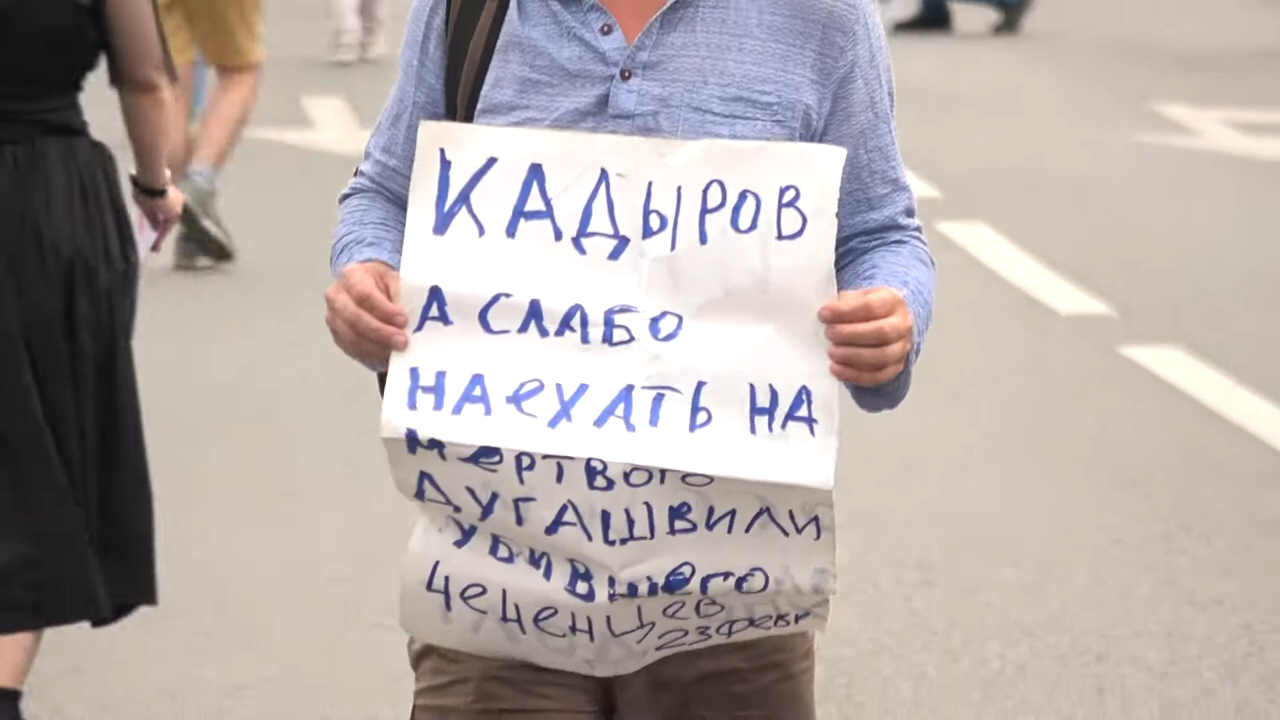 КАДЫРОВ
А СЛАБО
НАЕХАТЬ НА
МЕРТВОГО
ДУГАШВИЛИ
УБИВШЕГО
ЧЕЧЕНЦЕВ
23 ФЕВР